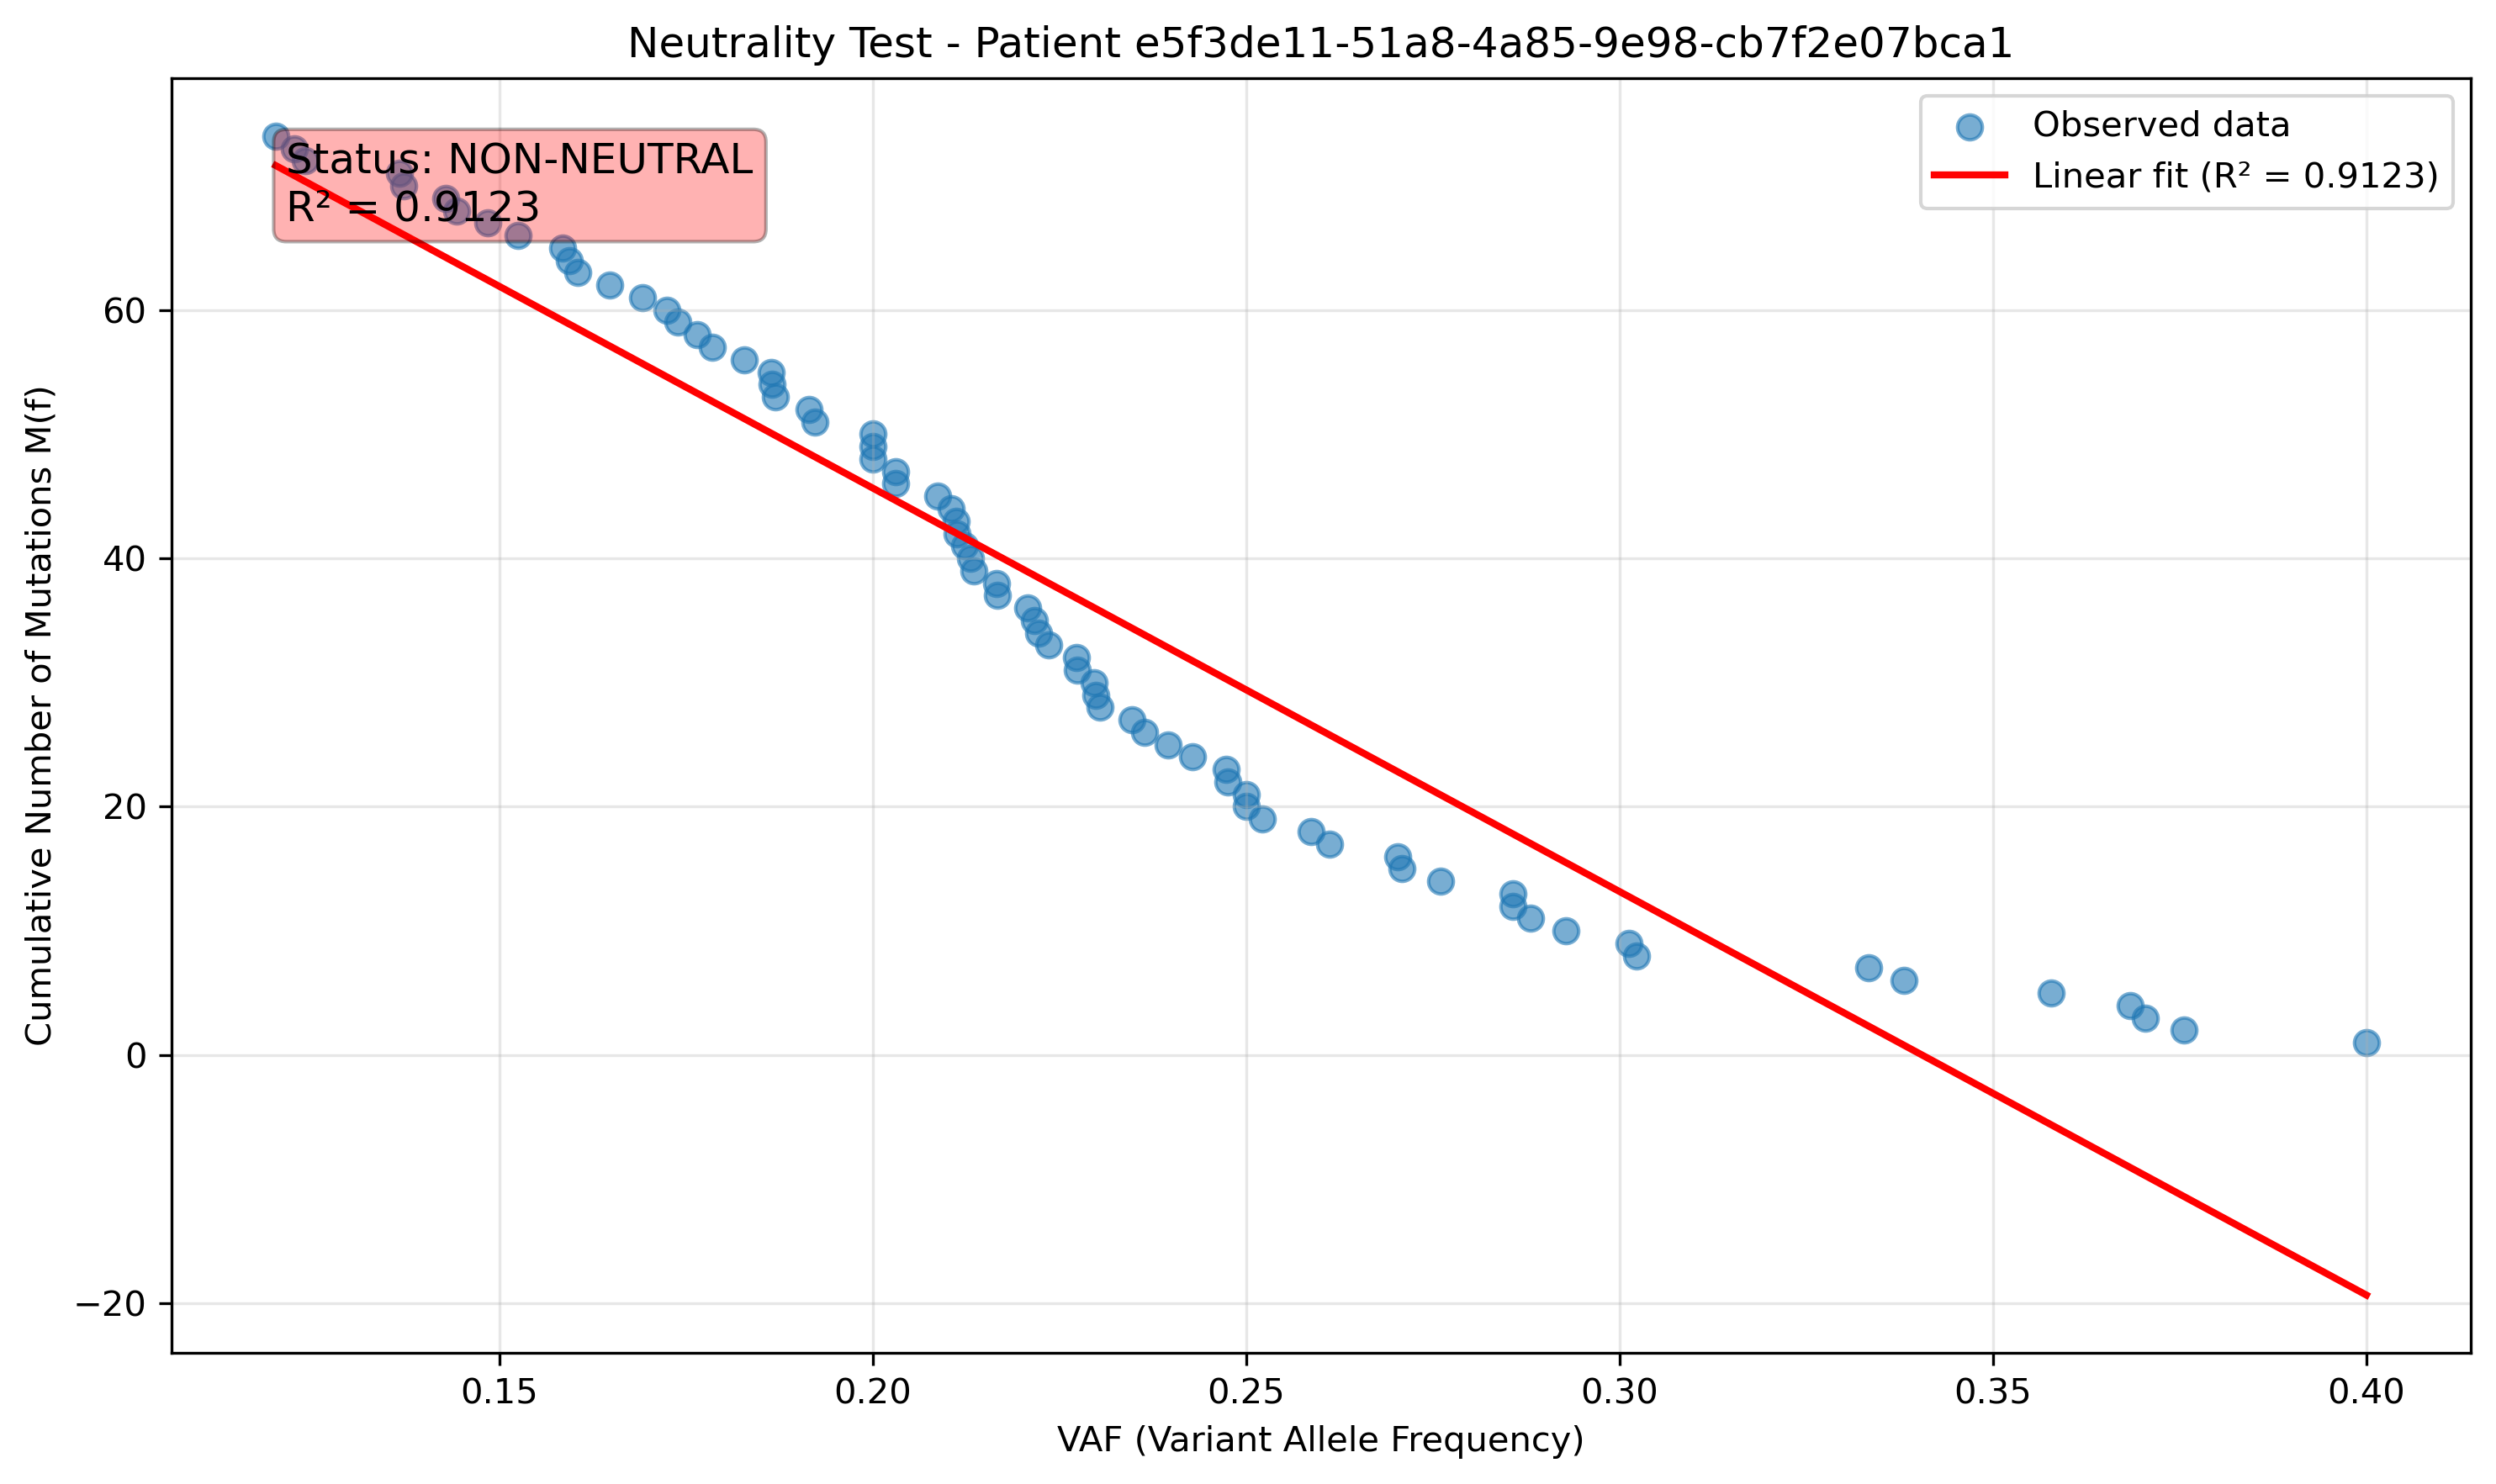 Neutrality Test - Patient e5f3de11-51a8-4a85-9e98-cb7f2e07bca1
Status: NON-NEUTRAL
R² = 0.9123
Observed data
Linear fit (R² = 0.9123)
Cumulative Number of Mutations M(f)
60
40
20
0
−20
0.15
0.20
0.25
0.30
0.35
0.40
VAF (Variant Allele Frequency)